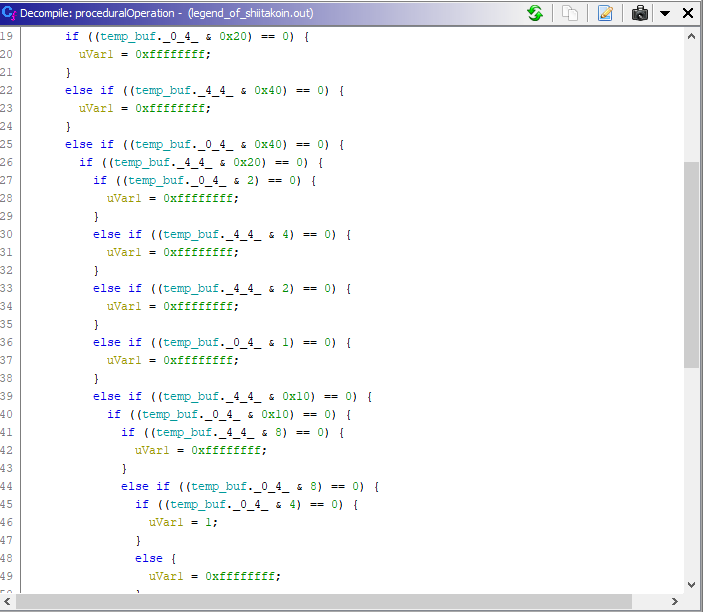 Decompile: proceduralOperation - (legend_of_shiitakoin.out)
19 if ((temp_buf._0_4_ & 0x20) == 0) {
20 uVar1 = 0xffffffff;
21 }
22 else if ((temp_buf._4_4_ & 0x40) == 0) {
23 uVar1 = 0xffffffff;
24 }
25 else if ((temp_buf._0_4_ & 0x40) == 0) {
26 if ((temp_buf._4_4_ & 0x20) == 0) {
27 if ((temp_buf._0_4_ & 2) == 0) {
28 uVar1 = 0xffffffff;
29 }
30 else if ((temp_buf._4_4_ & 4) == 0) {
31 uVar1 = 0xffffffff;
32 }
33 else if ((temp_buf._4_4_ & 2) == 0) {
34 uVar1 = 0xffffffff;
35 }
36 else if ((temp_buf._0_4_ & 1) == 0) {
37 uVar1 = 0xffffffff;
38 }
39 else if ((temp_buf._4_4_ & 0x10) == 0) {
40 if ((temp_buf._0_4_ & 0x10) == 0) {
41 if ((temp_buf._4_4_ & 8) == 0) {
42 uVar1 = 0xffffffff;
43 }
44 else if ((temp_buf._0_4_ & 8) == 0) {
45 if ((temp_buf._0_4_ & 4) == 0) {
46 uVar1 = 1;
47 }
48 else {
49 uVar1 = 0xffffffff;